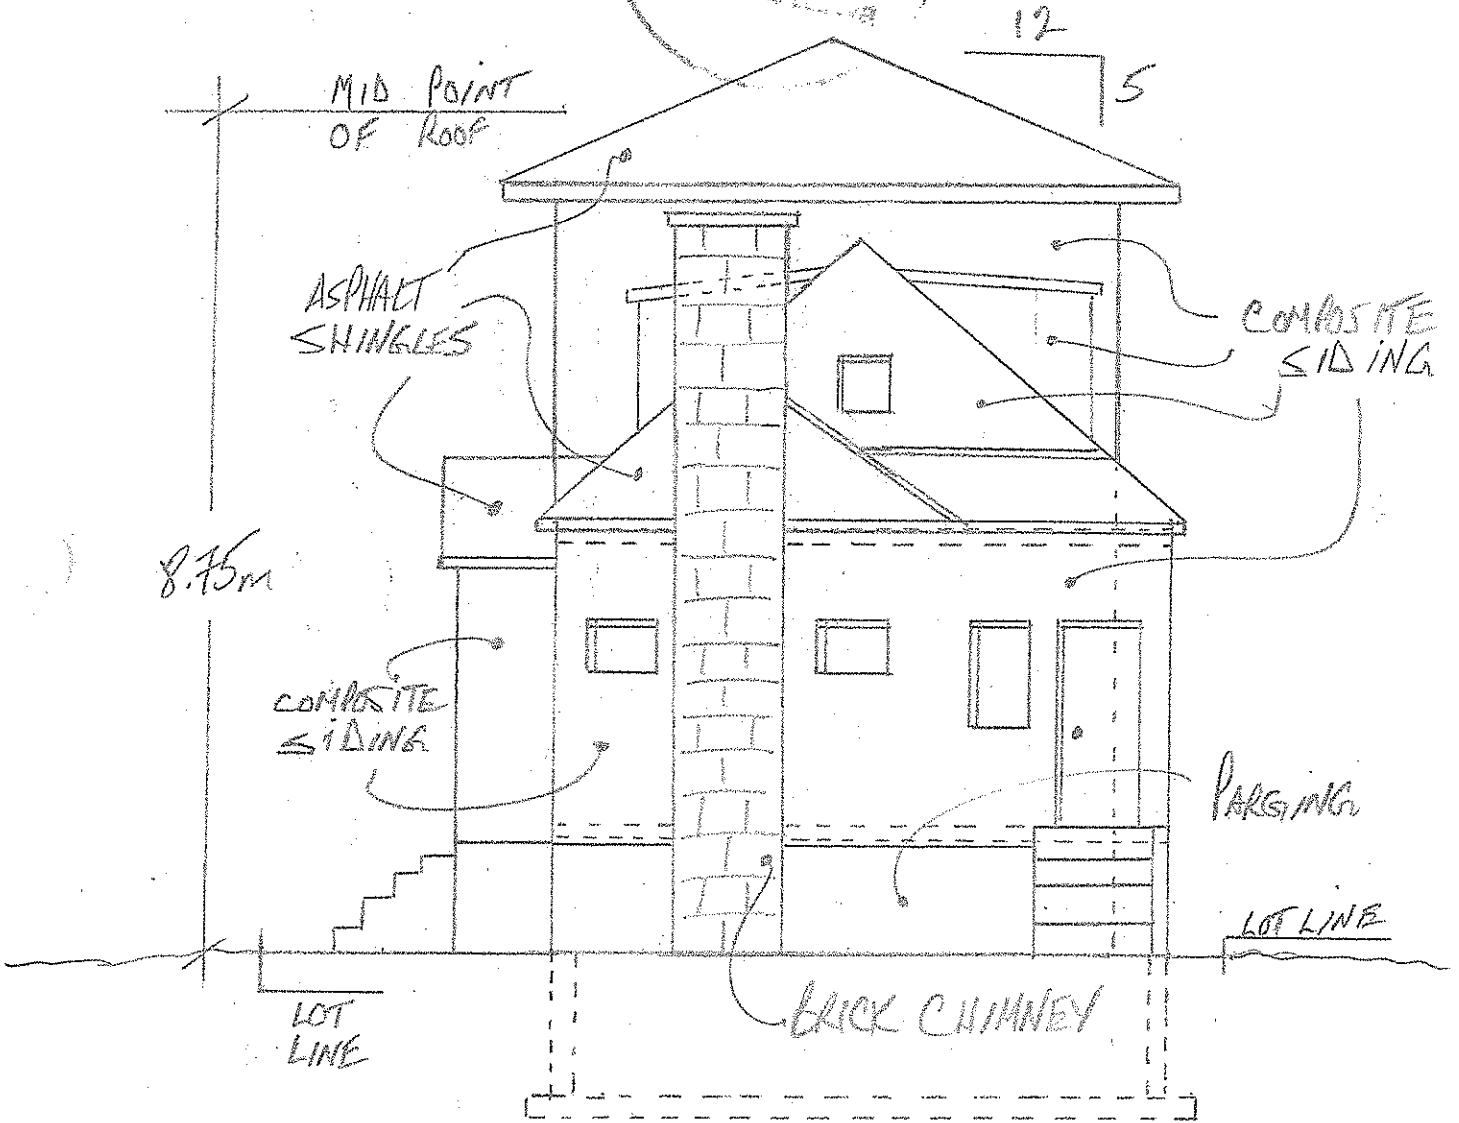 12
5
MID POINT
OF ROOF
ASPHALT
SHINGLES
COMPOSITE
SIDING
8.75m
COMPOSITE
SIDING
PARGING
LOT LINE
LOT
LINE
BRICK CHIMNEY